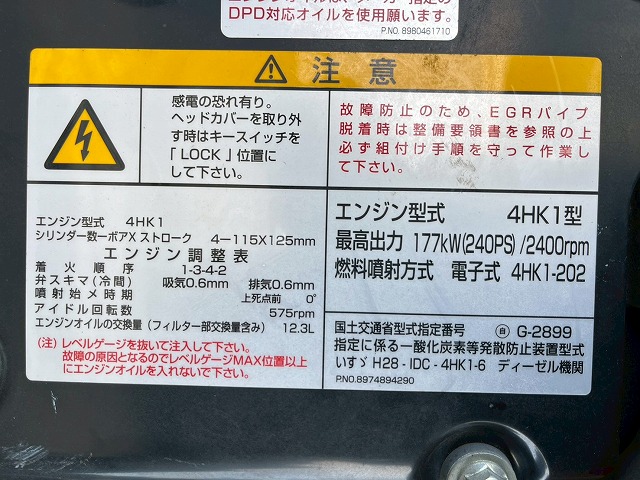 DPD対応オイルを使用願います。
P.NO. 8980461710
注意
感電の恐れ有り。
ヘッドカバーを取り外
す時はキースイッチを
「LOCK」位置に
して下さい。
故障防止のため、EGRパイプ
脱着時は整備要領書を参照の上
必ず組付け手順を守って作業し
て下さい。
エンジン型式 4HK1
シリンダー数ーボアX ストローク 4ー115X125mm
エンジン調整表
着火順序 1-3-4-2
弁スキマ(冷間) 吸気0.6mm 排気0.6mm
噴射始メ時期 上死点前 0°
アイドル回転数 575rpm
エンジンオイルの交換量(フィルター部交換量含み) 12.3L
(注)レベルゲージを抜いて注入して下さい。
故障の原因となるのでレベルゲージMAX位置以上
にエンジンオイルを入れないで下さい。
エンジン型式 4HK1型
最高出力 177kW(240PS)/2400rpm
燃料噴射方式 電子式 4HK1-202
国土交通省型式指定番号 自 G-2899
指定に係る一酸化炭素等発散防止装置型式
いすゞ H28-IDC-4HK1-6 ディーゼル機関
P.NO.8974894290